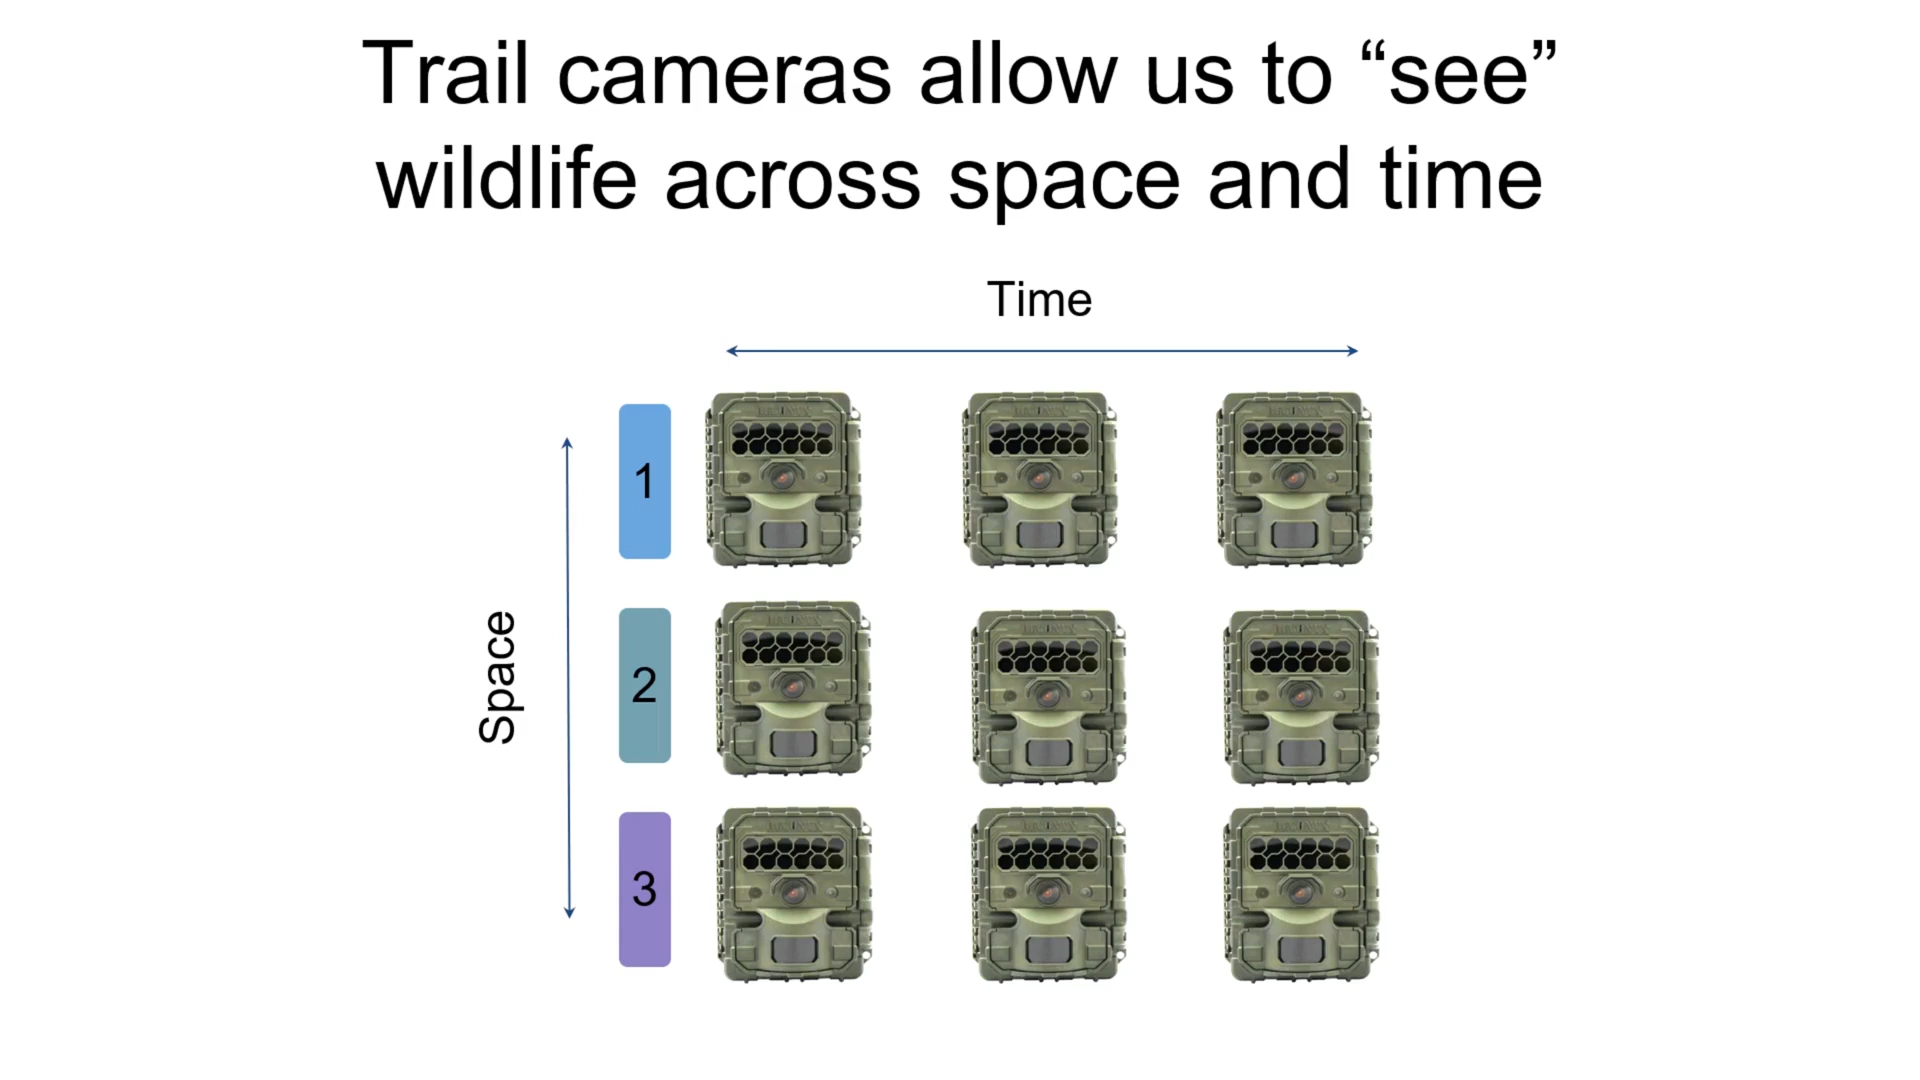 Trail cameras allow us to “see”
wildlife across space and time
Time
Space
1
2
3